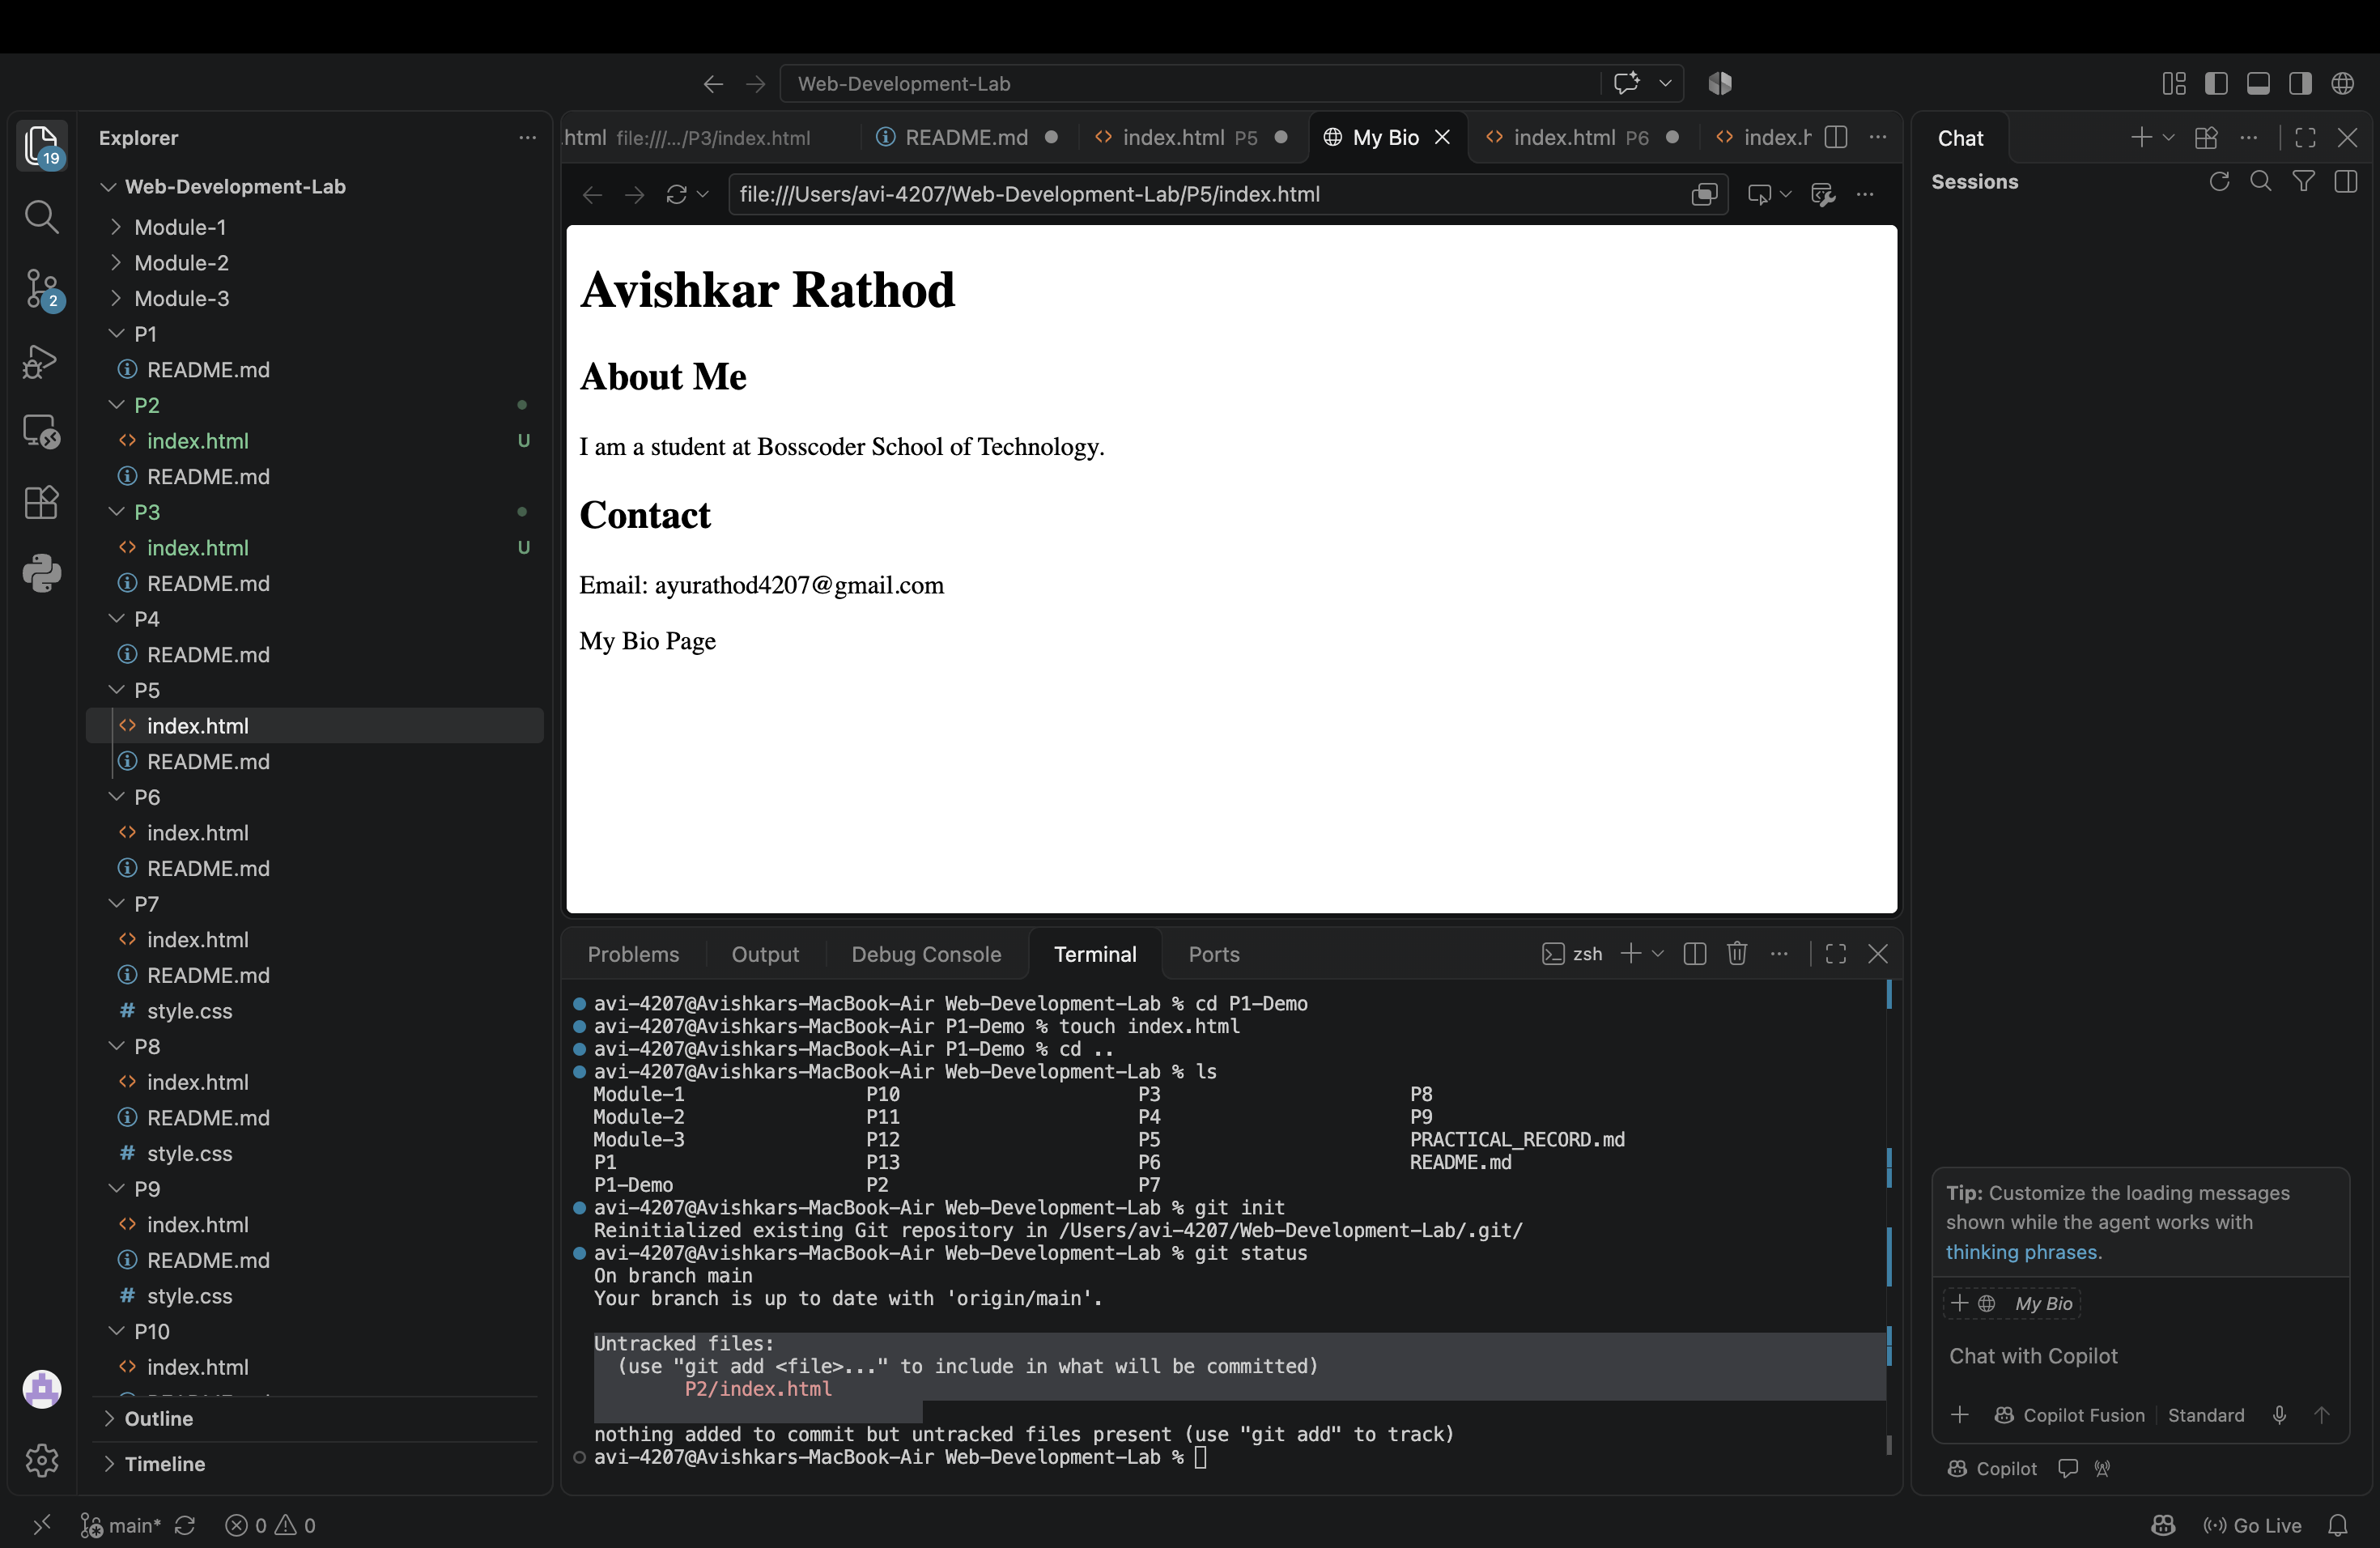 Web-Development-Lab
Explorer
19
Web-Development-Lab
Module-1
Module-2
2
Module-3
P1
README.md
P2
index.html U
README.md
P3
index.html U
README.md
P4
README.md
P5
index.html
README.md
P6
index.html
README.md
P7
index.html
README.md
# style.css
P8
index.html
README.md
# style.css
P9
index.html
README.md
# style.css
P10
index.html
Outline
Timeline
.html file:///.../P3/index.html README.md index.html P5 My Bio index.html P6 index.h
file:///Users/avi-4207/Web-Development-Lab/P5/index.html
Avishkar Rathod
About Me
I am a student at Bosscoder School of Technology.
Contact
Email: ayurathod4207@gmail.com
My Bio Page
Problems Output Debug Console Terminal Ports zsh
avi-4207@Avishkars-MacBook-Air Web-Development-Lab % cd P1-Demo
avi-4207@Avishkars-MacBook-Air P1-Demo % touch index.html
avi-4207@Avishkars-MacBook-Air P1-Demo % cd ..
avi-4207@Avishkars-MacBook-Air Web-Development-Lab % ls
Module-1 P10 P3 P8
Module-2 P11 P4 P9
Module-3 P12 P5 PRACTICAL_RECORD.md
P1 P13 P6 README.md
P1-Demo P2 P7
avi-4207@Avishkars-MacBook-Air Web-Development-Lab % git init
Reinitialized existing Git repository in /Users/avi-4207/Web-Development-Lab/.git/
avi-4207@Avishkars-MacBook-Air Web-Development-Lab % git status
On branch main
Your branch is up to date with 'origin/main'.
Untracked files:
(use "git add <file>..." to include in what will be committed)
P2/index.html
nothing added to commit but untracked files present (use "git add" to track)
avi-4207@Avishkars-MacBook-Air Web-Development-Lab %
Chat
Sessions
Tip: Customize the loading messages
shown while the agent works with
thinking phrases.
My Bio
Chat with Copilot
Copilot Fusion Standard
Copilot
main* 0 0 Go Live